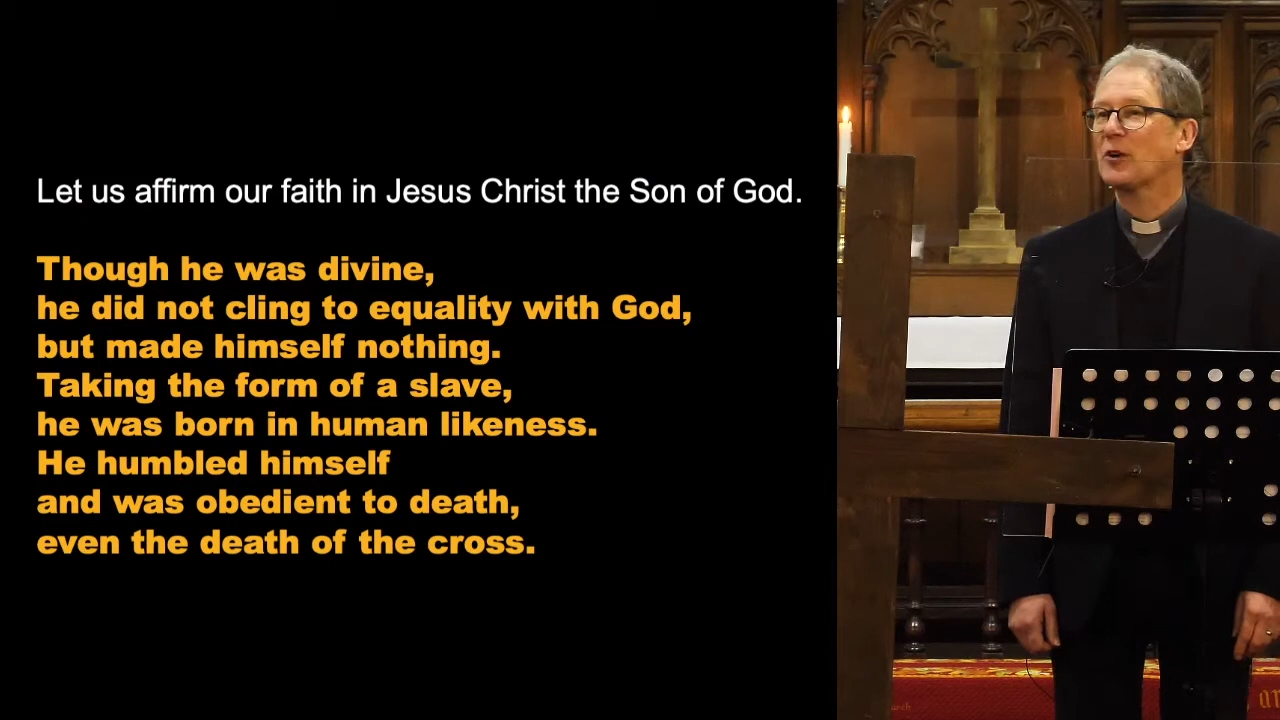 Let us affirm our faith in Jesus Christ the Son of God.
Though he was divine,
he did not cling to equality with God,
but made himself nothing.
Taking the form of a slave,
he was born in human likeness.
He humbled himself
and was obedient to death,
even the death of the cross.